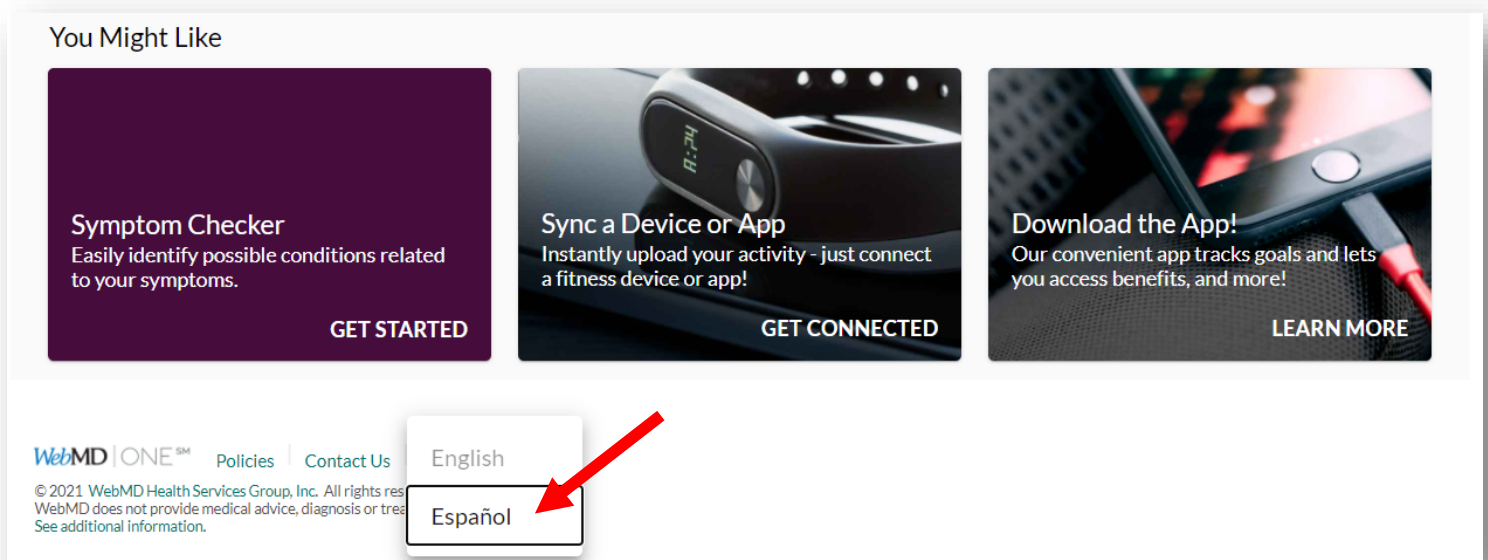 You Might Like
Symptom Checker
Easily identify possible conditions related
to your symptoms.
GET STARTED
Sync a Device or App
Instantly upload your activity - just connect
a fitness device or app!
GET CONNECTED
Download the App!
Our convenient app tracks goals and lets
you access benefits, and more!
LEARN MORE
WebMD ONE℠ Policies Contact Us
English
Español
© 2021 WebMD Health Services Group, Inc. All rights
WebMD does not provide medical advice, diagnosis or
See additional information.